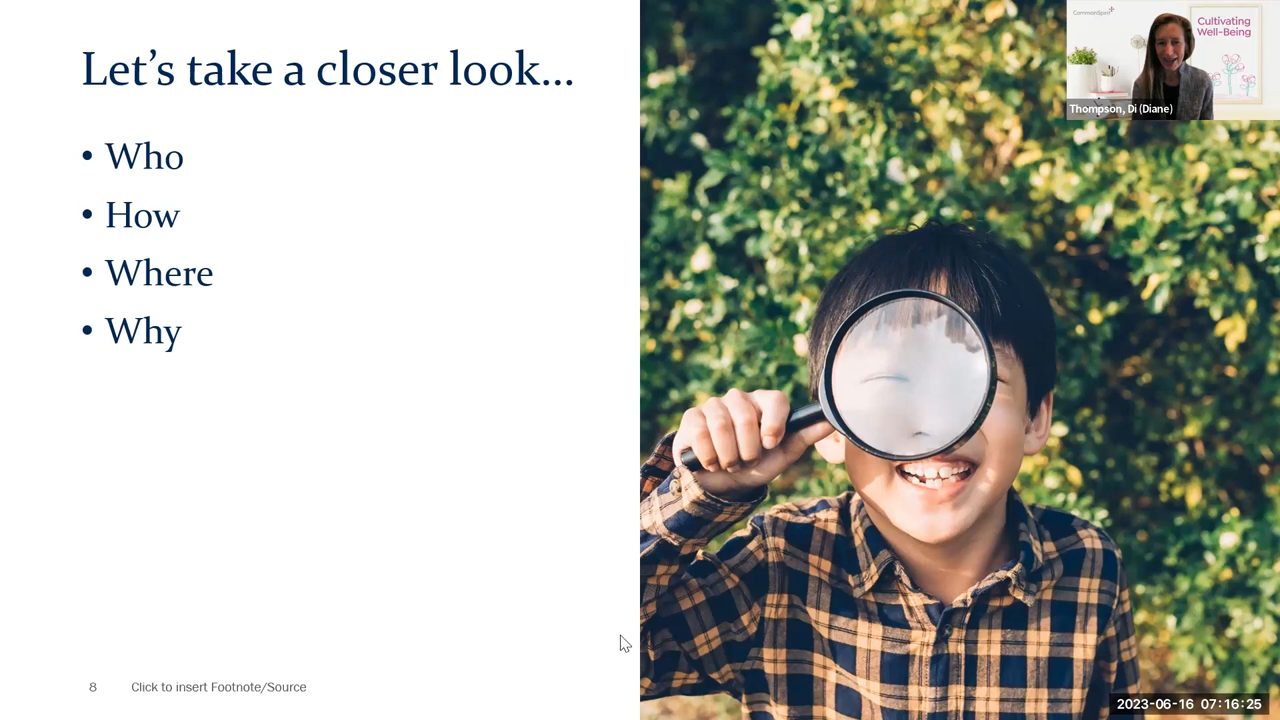 Let’s take a closer look...
• Who
• How
• Where
• Why
8
Click to insert Footnote/Source
CommonSpirit
Cultivating
Well-Being
Thompson, Di (Diane)
2023-06-16 07:16:25